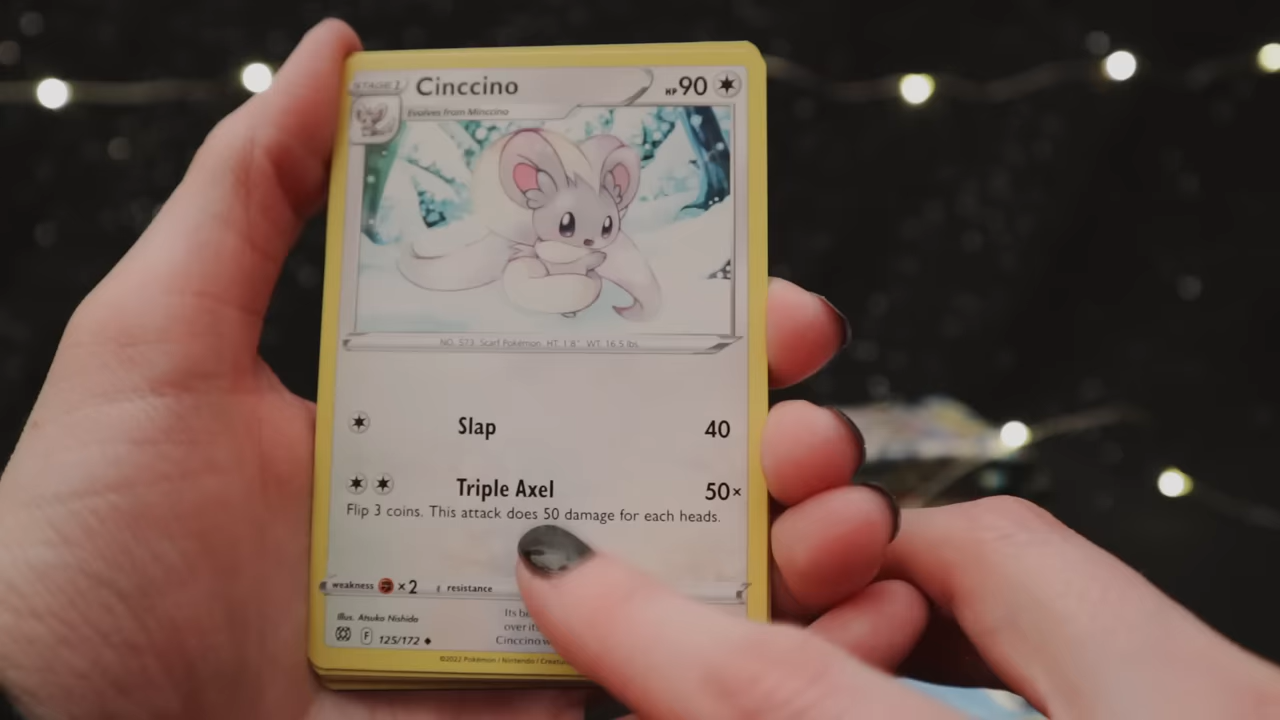 STAGE 1 Cinccino HP 90
Evolves from Minccino
NO. 573 Scarf Pokémon HT: 1'8" WT: 16.5 lbs.
Slap 40
Triple Axel 50×
Flip 3 coins. This attack does 50 damage for each heads.
weakness ×2 resistance
Illus. Atsuko Nishida
Its
over
Cinccino
F 125/172
©2022 Pokémon / Nintendo /